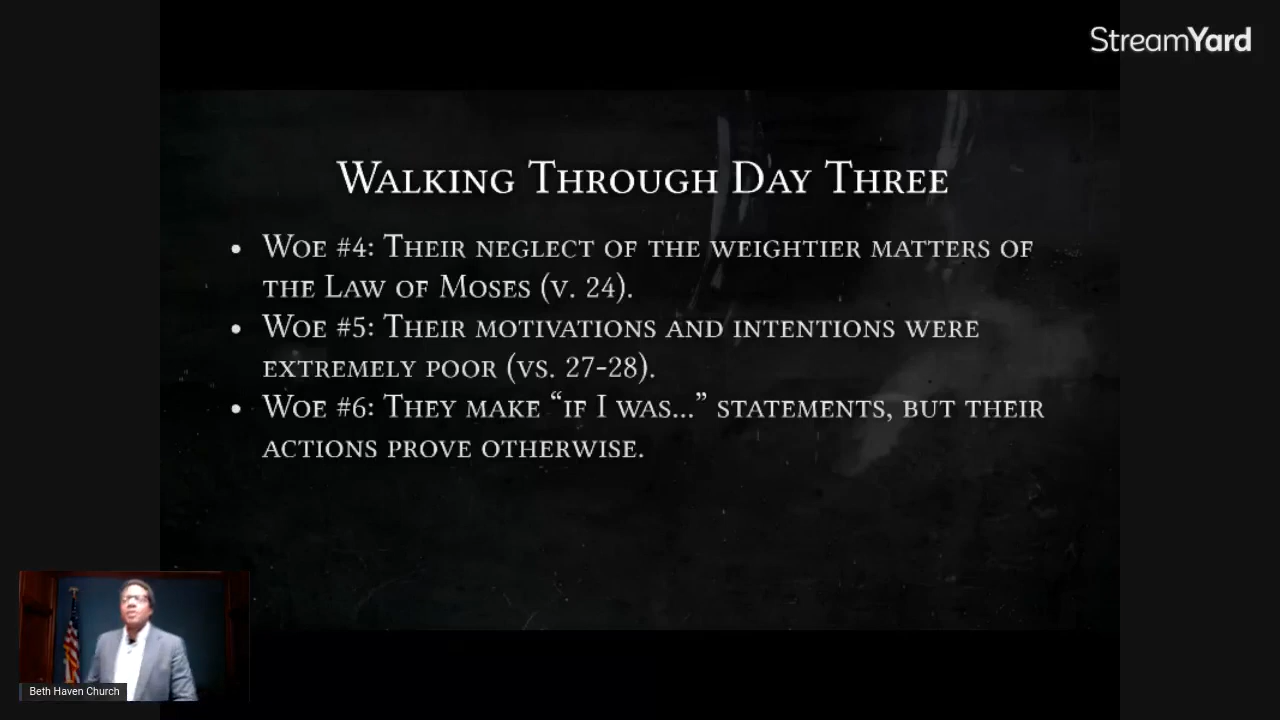 StreamYard
Walking Through Day Three
• Woe #4: Their neglect of the weightier matters of
the Law of Moses (v. 24).
• Woe #5: Their motivations and intentions were
extremely poor (vs. 27-28).
• Woe #6: They make “if I was...” statements, but their
actions prove otherwise.
Beth Haven Church